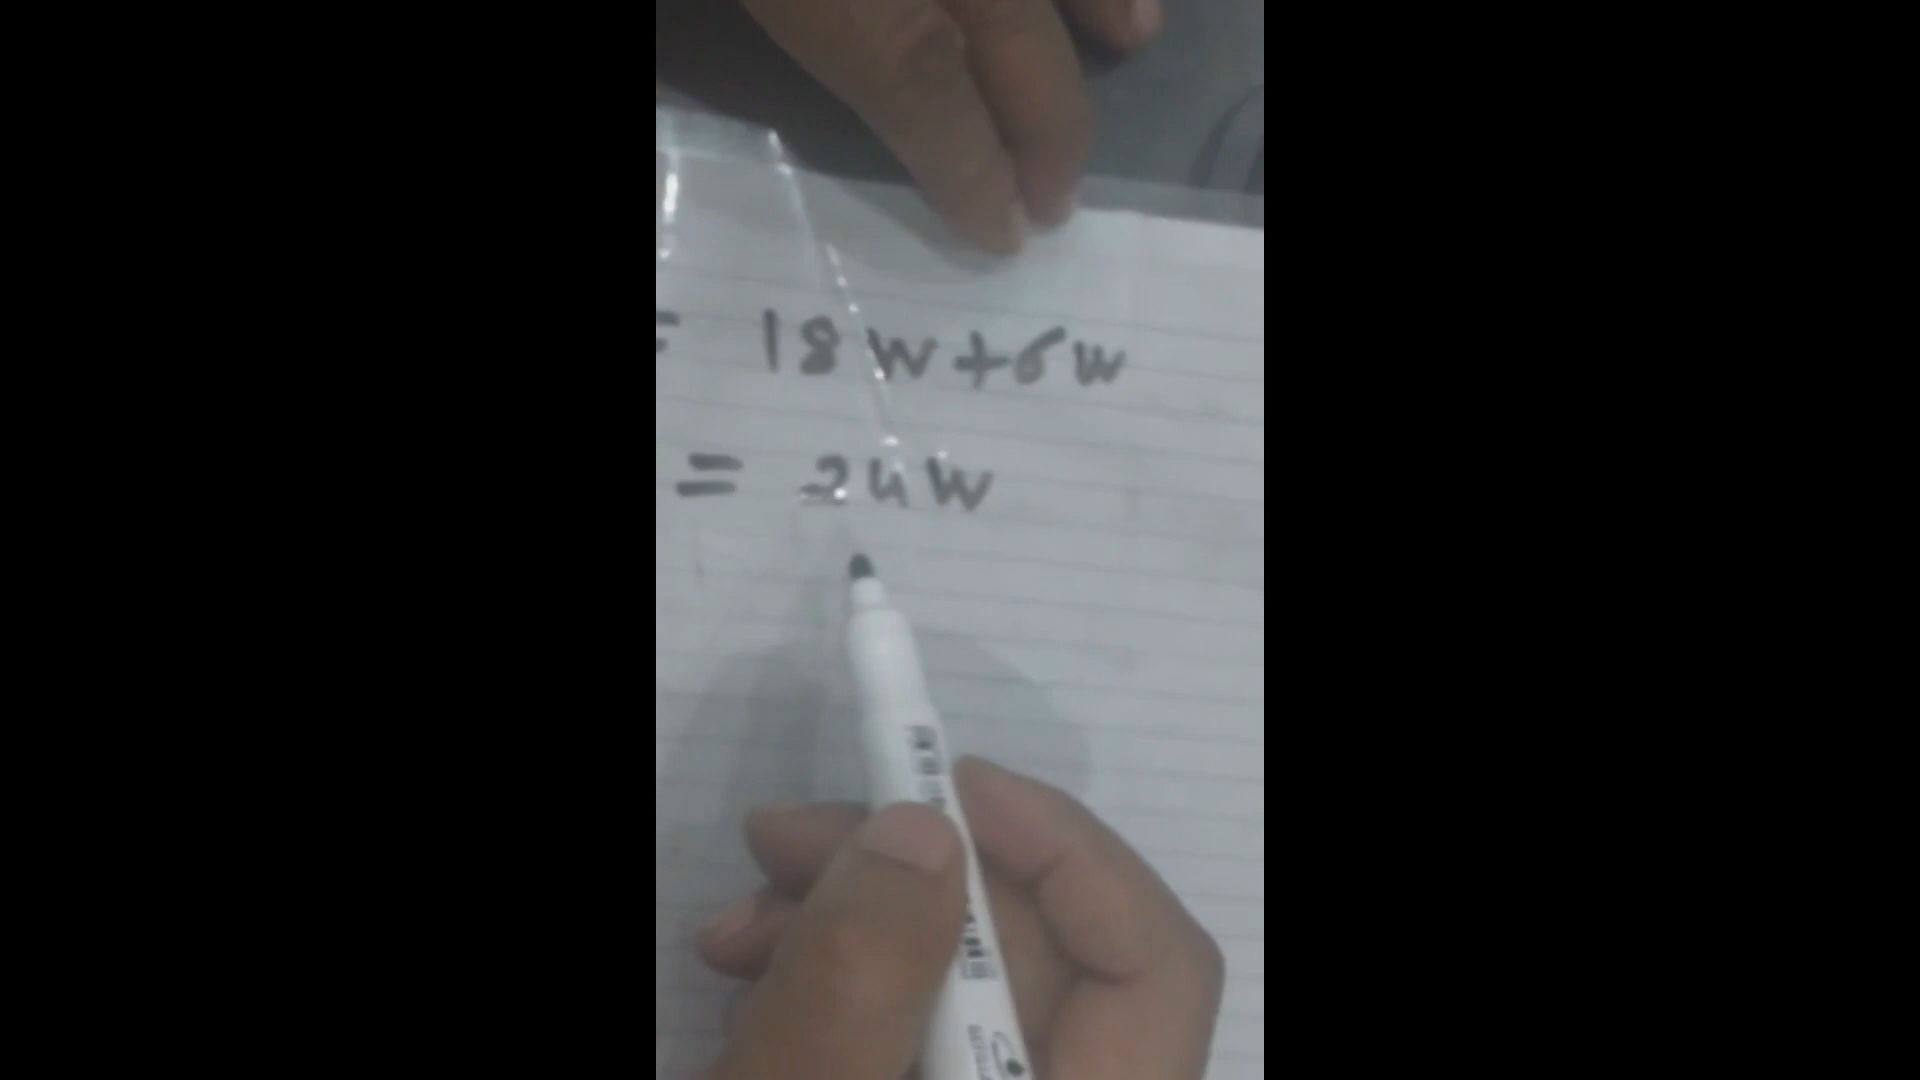 = 18w+6w
= 24w